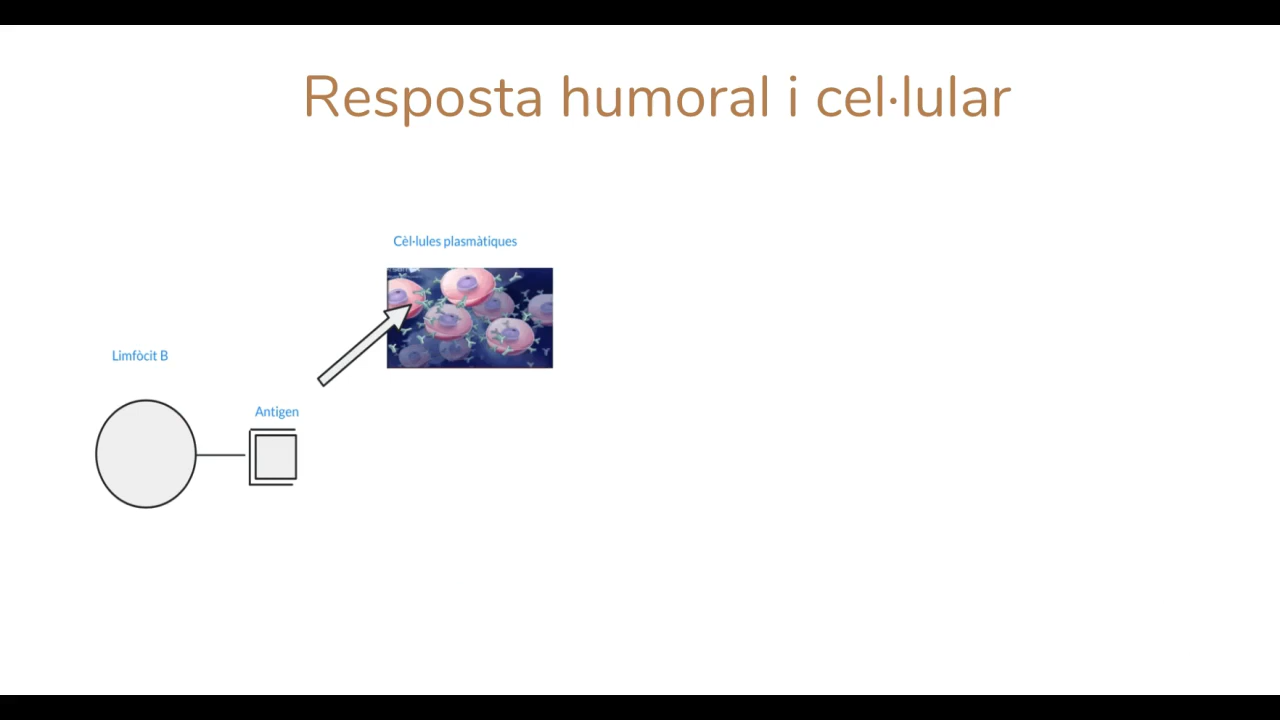 Resposta humoral i cel·lular
Cèl·lules plasmàtiques
Limfòcit B
Antigen